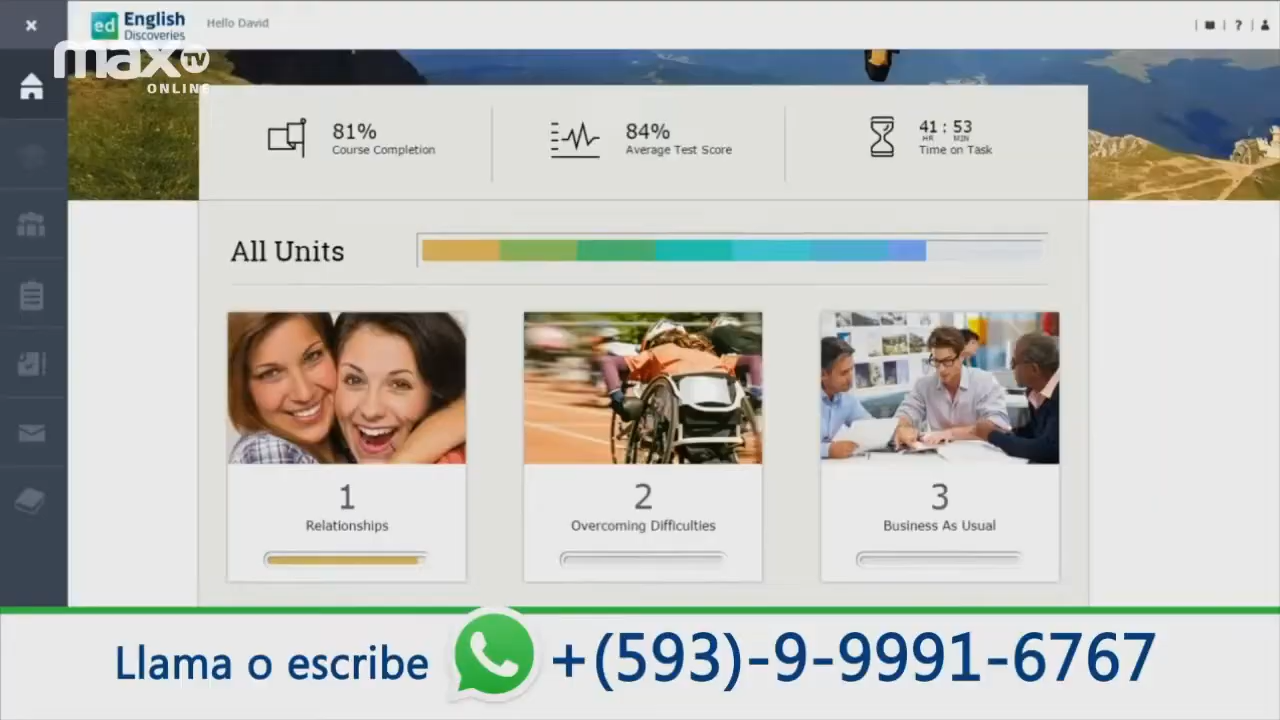 ed English
Discoveries
Hello David
| | ? |
max TV
ONLINE
81%
Course Completion
84%
Average Test Score
41 : 53
HR MIN
Time on Task
All Units
1
Relationships
2
Overcoming Difficulties
3
Business As Usual
Llama o escribe +(593)-9-9991-6767